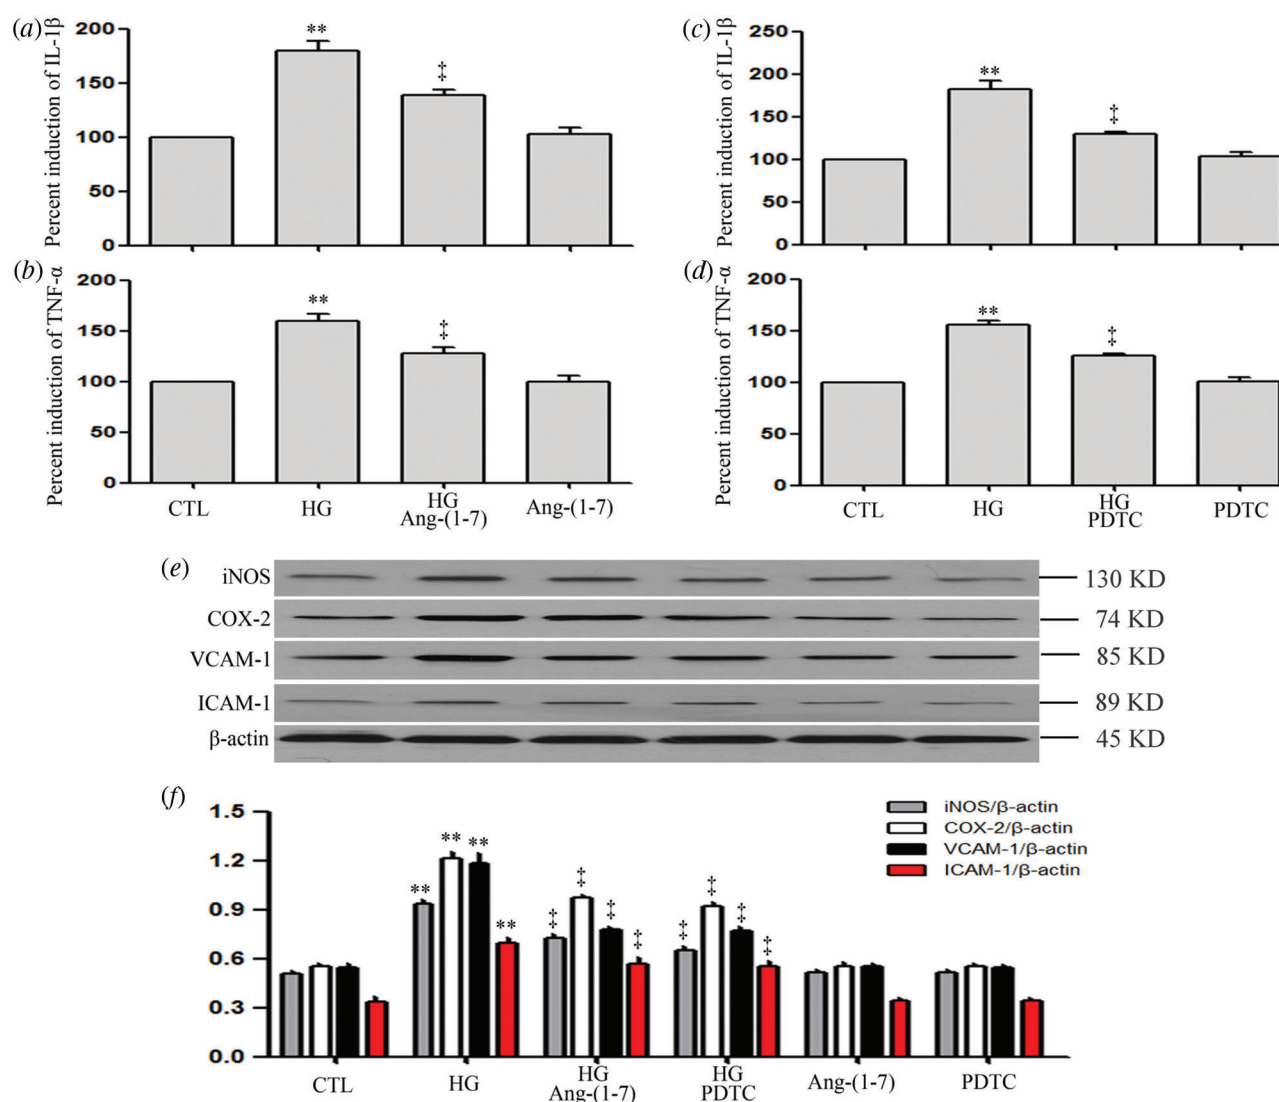 (a)
Percent induction of IL-1β
200
150
100
50
0
**
‡
(b)
Percent induction of TNF-α
200
150
100
50
0
**
‡
CTL
HG
HG
Ang-(1-7)
Ang-(1-7)
(c)
Percent induction of IL-1β
250
200
150
100
50
0
**
‡
(d)
Percent induction of TNF-α
200
150
100
50
0
**
‡
CTL
HG
HG
PDTC
PDTC
(e)
iNOS 130 KD
COX-2 74 KD
VCAM-1 85 KD
ICAM-1 89 KD
β-actin 45 KD
(f)
1.5
1.2
0.9
0.6
0.3
0.0
** ** ** **
‡ ‡ ‡ ‡
‡ ‡ ‡ ‡
iNOS/β-actin
COX-2/β-actin
VCAM-1/β-actin
ICAM-1/β-actin
CTL
HG
HG
Ang-(1-7)
HG
PDTC
Ang-(1-7)
PDTC